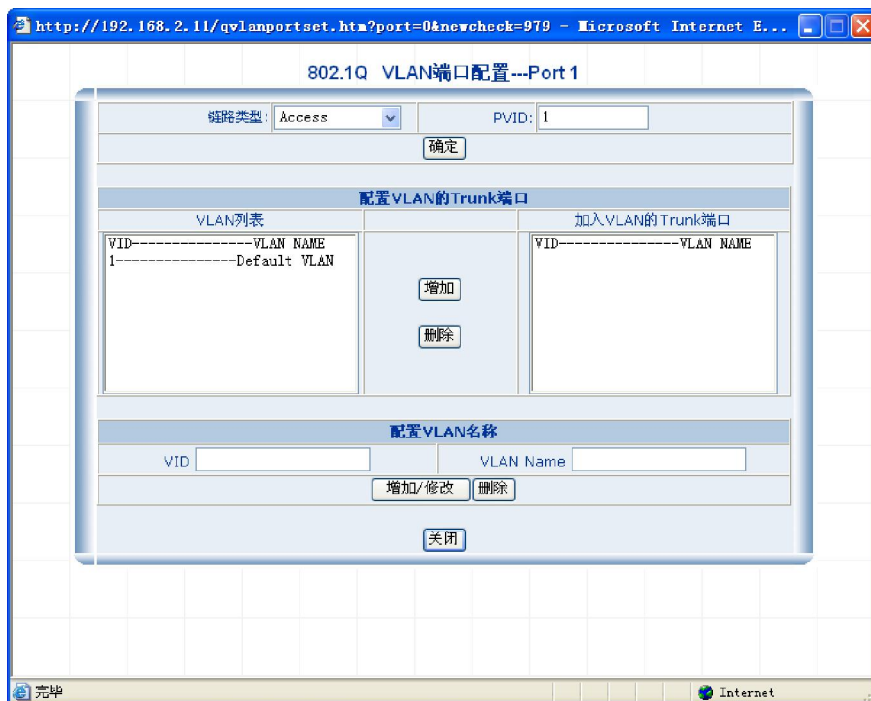 http://192.168.2.11/qvlanportset.htm?port=0&newcheck=979 - Microsoft Internet E...
802.1Q VLAN端口配置---Port 1
链路类型: Access PVID: 1
确定
配置VLAN的Trunk端口
VLAN列表 加入VLAN的Trunk端口
VID---------------VLAN NAME VID---------------VLAN NAME
1---------------Default VLAN
增加
删除
配置VLAN名称
VID VLAN Name
增加/修改 删除
关闭
完毕 Internet